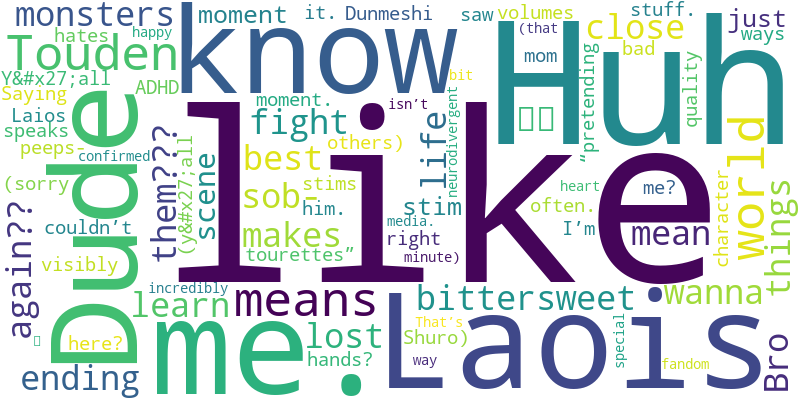 monsters
moment
it.
Dunmeshi
saw
volumes
stuff.
just
hates
happy
know
(that
close
ways
Touden
Huh
Y&#x27;all
ADHD
bit
mom
bad
Saying
moment.
isn't
Laios
fight
others)
neurodivergent
"pretending
quality
speaks
peeps-
confirmed
Dude
them???
(y&#x27;all
scene
best
life
like
(sorry
sob-
stims
heart
me?
world
couldn't
him.
stim
often.
character
things
again??
makes
media.
I'm
mean
visibly
tourettes"
right
minute)
incredibly
learn
means
bittersweet
wanna
here?
me.
lost
Laois
That's
Shuro)
special
Bro
ending
hands?
way
fandom